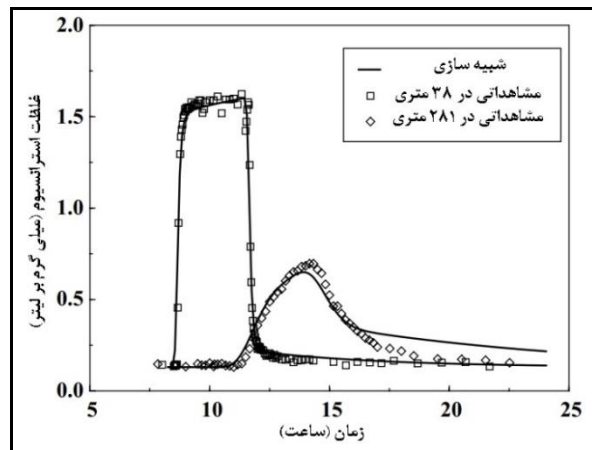 2.0
1.5
1.0
0.5
0.0
غلظت استرانسیوم (میلی گرم بر لیتر)
شبیه سازی
مشاهداتی در ۳۸ متری
مشاهداتی در ۲۸۱ متری
5 10 15 20 25
زمان (ساعت)